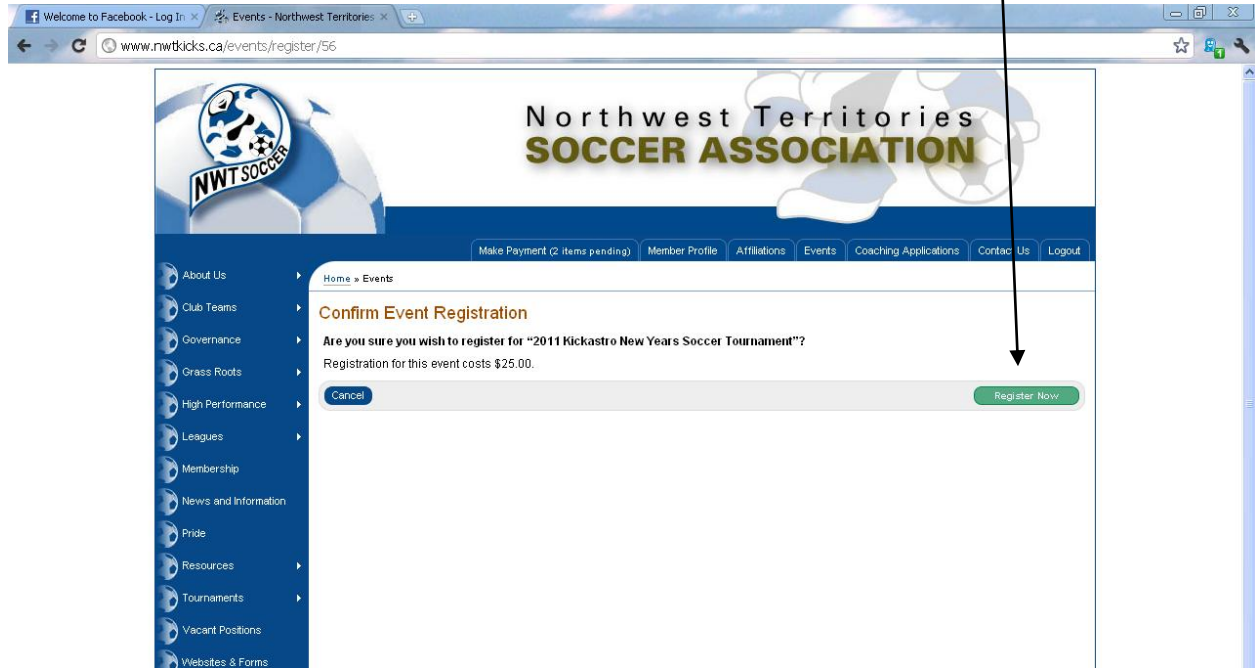 Welcome to Facebook - Log In
Events - Northwest Territories
www.nwtkicks.ca/events/register/56
NWT SOCCER
Northwest Territories
SOCCER ASSOCIATION
Make Payment (2 items pending) Member Profile Affiliations Events Coaching Applications Contact Us Logout
Home » Events
Confirm Event Registration
Are you sure you wish to register for “2011 Kickastro New Years Soccer Tournament”?
Registration for this event costs $25.00.
Cancel Register Now
About Us
Club Teams
Governance
Grass Roots
High Performance
Leagues
Membership
News and Information
Pride
Resources
Tournaments
Vacant Positions
Websites & Forms
1